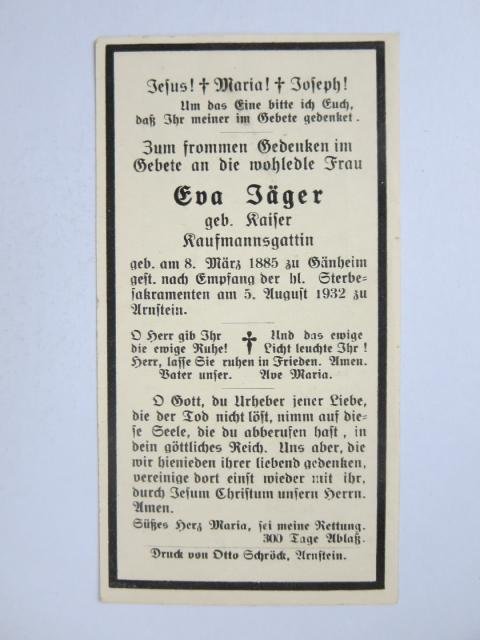 Jesus! † Maria! † Joseph!
Um das Eine bitte ich Euch,
daß Ihr meiner im Gebete gedenket.
Zum frommen Gedenken im
Gebete an die wohledle Frau
Eva Jäger
geb. Kaiser
Kaufmannsgattin
geb. am 8. März 1885 zu Gänheim
gest. nach Empfang der hl. Sterbe-
sakramenten am 5. August 1932 zu
Arnstein.
O Herr gib Ihr † Und das ewige
die ewige Ruhe! Licht leuchte Ihr!
Herr, lasse Sie ruhen in Frieden. Amen.
Vater unser. Ave Maria.
O Gott, du Urheber jener Liebe,
die der Tod nicht löst, nimm auf die-
se Seele, die du abberufen hast, in
dein göttliches Reich. Uns aber, die
wir hienieden ihrer liebend gedenken,
vereinige dort einst wieder mit ihr,
durch Jesum Christum unsern Herrn.
Amen.
Süßes Herz Maria, sei meine Rettung.
300 Tage Ablaß.
Druck von Otto Schröck, Arnstein.